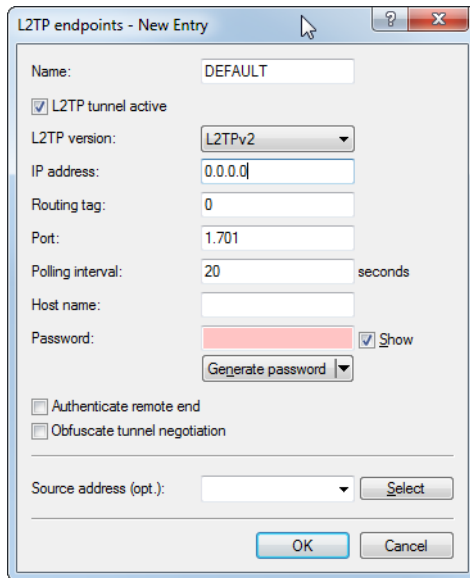 L2TP endpoints - New Entry
Name: DEFAULT
L2TP tunnel active
L2TP version: L2TPv2
IP address: 0.0.0.0
Routing tag: 0
Port: 1.701
Polling interval: 20 seconds
Host name:
Password: Show
Generate password
Authenticate remote end
Obfuscate tunnel negotiation
Source address (opt.): Select
OK Cancel